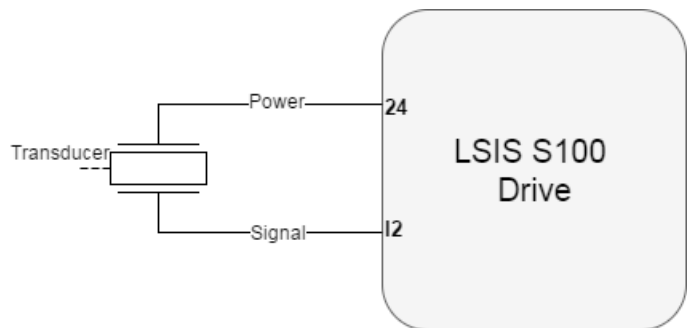 Power
24
LSIS S100
Drive
Transducer
Signal
I2